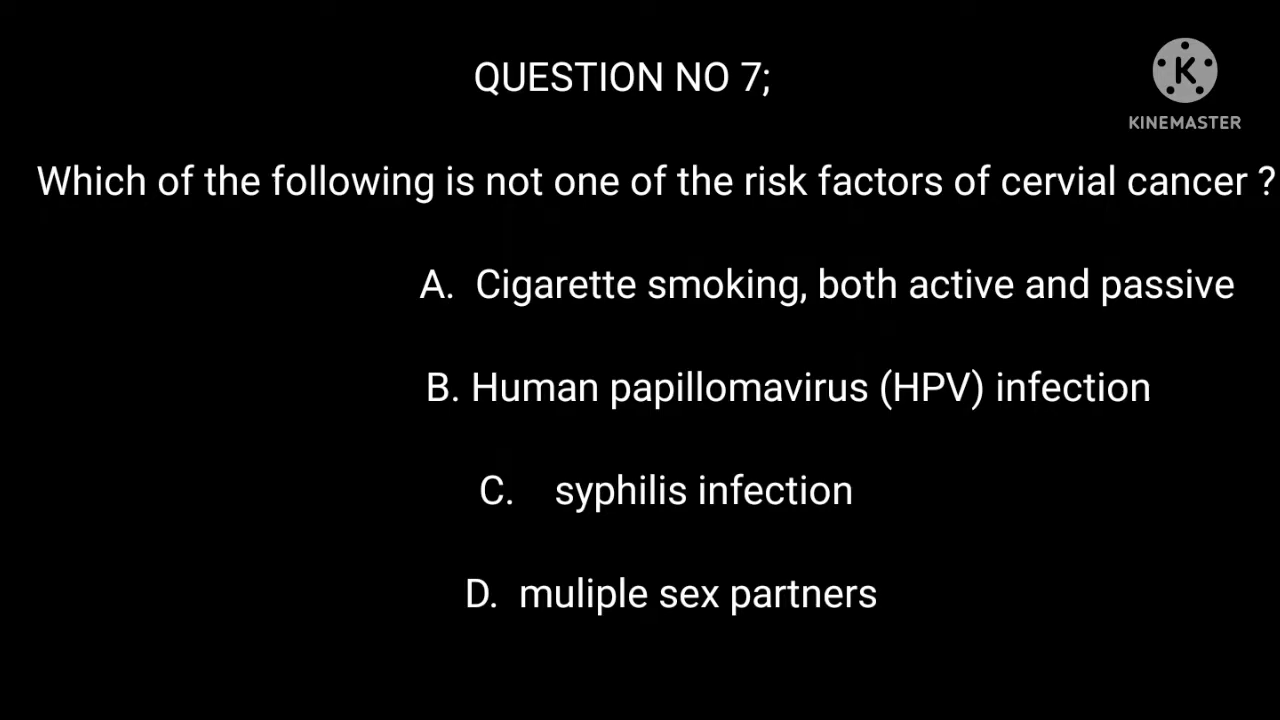 QUESTION NO 7;
KINEMASTER
Which of the following is not one of the risk factors of cervial cancer ?
A. Cigarette smoking, both active and passive
B. Human papillomavirus (HPV) infection
C. syphilis infection
D. muliple sex partners